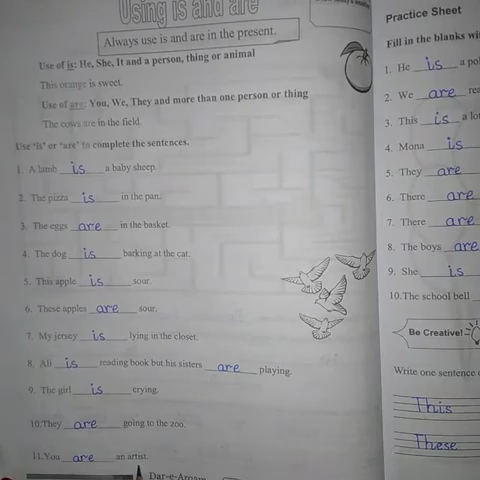 Using is and are
Always use is and are in the present.
Use of is: He, She, It and a person, thing or animal
This orange is sweet.
Use of are: You, We, They and more than one person or thing
The cows are in the field.
Use 'is' or 'are' to complete the sentences.
1. A lamb is a baby sheep.
2. The pizza is in the pan.
3. The eggs are in the basket.
4. The dog is barking at the cat.
5. This apple is sour.
6. These apples are sour.
7. My jersey is lying in the closet.
8. Ali is reading book but his sisters are playing.
9. The girl is crying.
10.They are going to the zoo.
11.You are an artist.
Dar-e-Arqam
Practice Sheet
Fill in the blanks
1. He is a
2. We are
3. This is a
4. Mona is
5. They are
6. There are
7. There are
8. The boys are
9. She is
10.The school bell
Be Creative!
Write one sentence
This
These